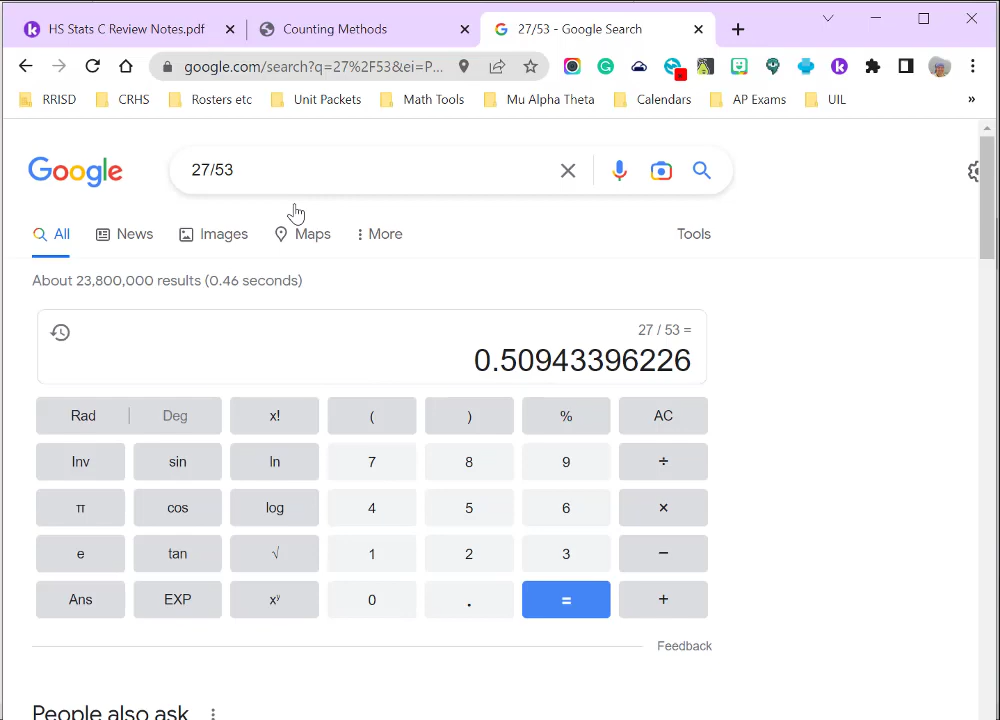 HS Stats C Review Notes.pdf
Counting Methods
27/53 - Google Search
google.com/search?q=27%2F53&ei=P...
RRISD
CRHS
Rosters etc
Unit Packets
Math Tools
Mu Alpha Theta
Calendars
AP Exams
UIL
»
Google
27/53
All
News
Images
Maps
More
Tools
About 23,800,000 results (0.46 seconds)
27 / 53 =
0.50943396226
Rad | Deg x! ( ) % AC
Inv sin ln 7 8 9 ÷
π cos log 4 5 6 ×
e tan √ 1 2 3 −
Ans EXP xʸ 0 . = +
Feedback
People also ask